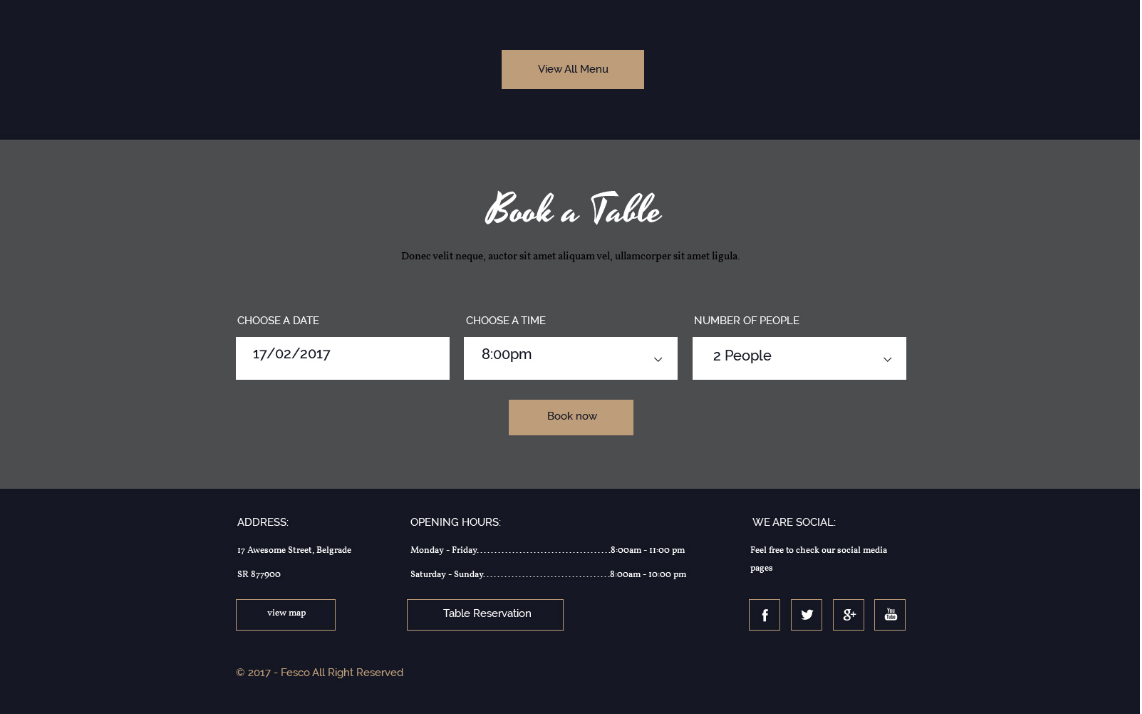 View All Menu
Book a Table
Donec velit neque, auctor sit amet aliquam vel, ullamcorper sit amet ligula.
CHOOSE A DATE
CHOOSE A TIME
NUMBER OF PEOPLE
17/02/2017
8:00pm
2 People
Book now
ADDRESS:
17 Awesome Street, Belgrade
SR 877900
view map
OPENING HOURS:
Monday - Friday......................................8:00am - 11:00 pm
Saturday - Sunday....................................8:00am - 10:00 pm
Table Reservation
WE ARE SOCIAL:
Feel free to check our social media
pages
f
g+
You
Tube
© 2017 - Fesco All Right Reserved